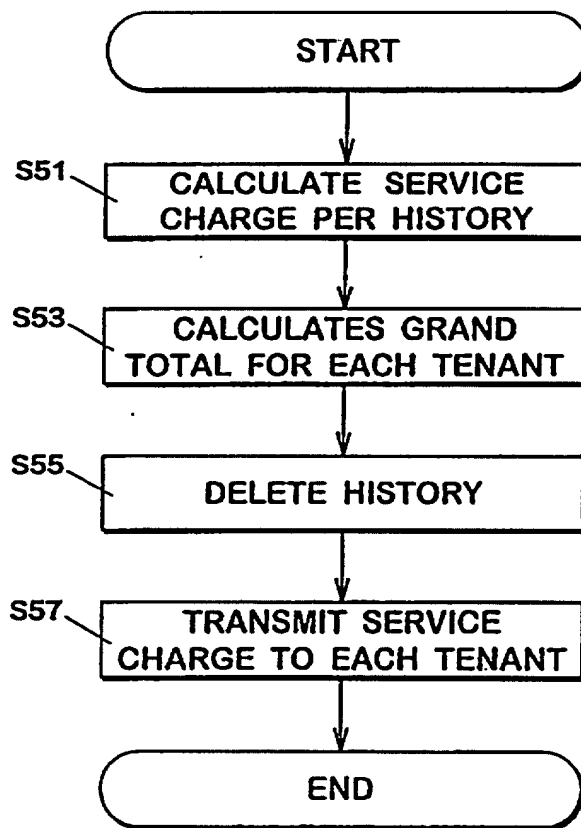 START
S51
CALCULATE SERVICE
CHARGE PER HISTORY
S53
CALCULATES GRAND
TOTAL FOR EACH TENANT
S55
DELETE HISTORY
S57
TRANSMIT SERVICE
CHARGE TO EACH TENANT
END